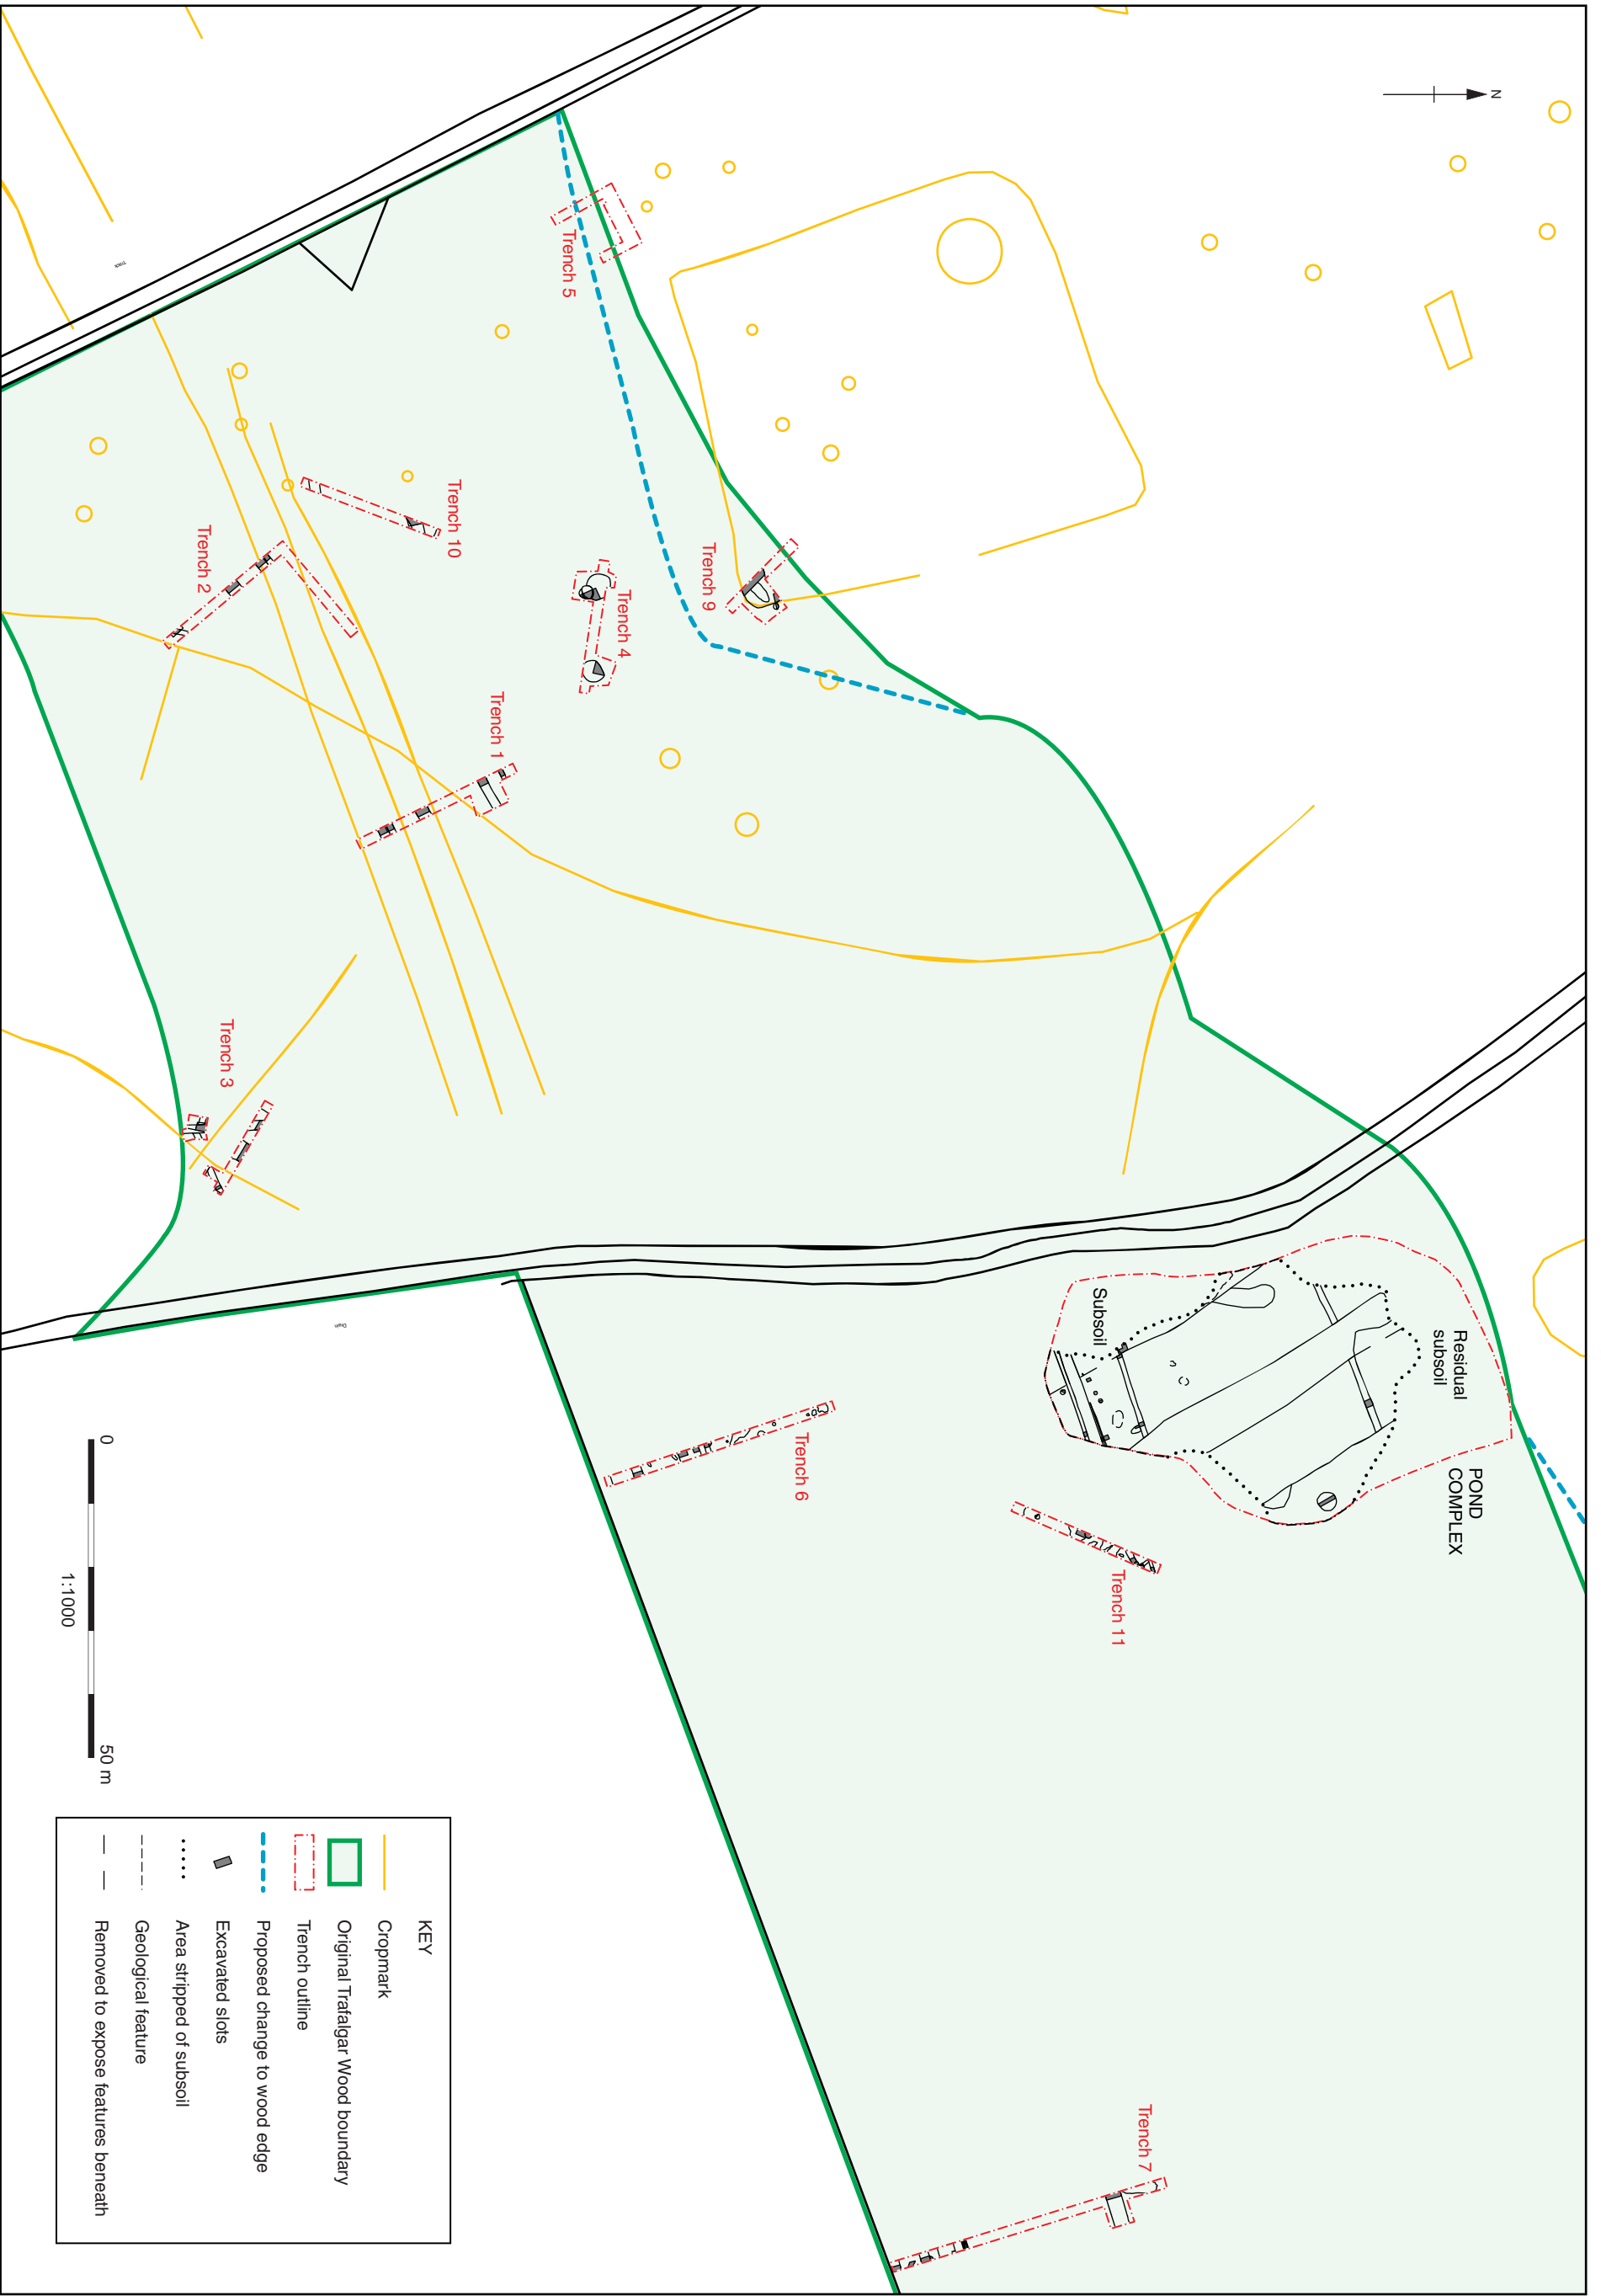 N
Trench 5
Track
Trench 10
Trench 2
Trench 9
Trench 4
Trench 1
Trench 3
Drain
Subsoil
Residual
subsoil
POND
COMPLEX
Trench 6
Trench 11
Trench 7
0
50 m
1:1000
KEY
Cropmark
Original Trafalgar Wood boundary
Trench outline
Proposed change to wood edge
Excavated slots
Area stripped of subsoil
Geological feature
Removed to expose features beneath